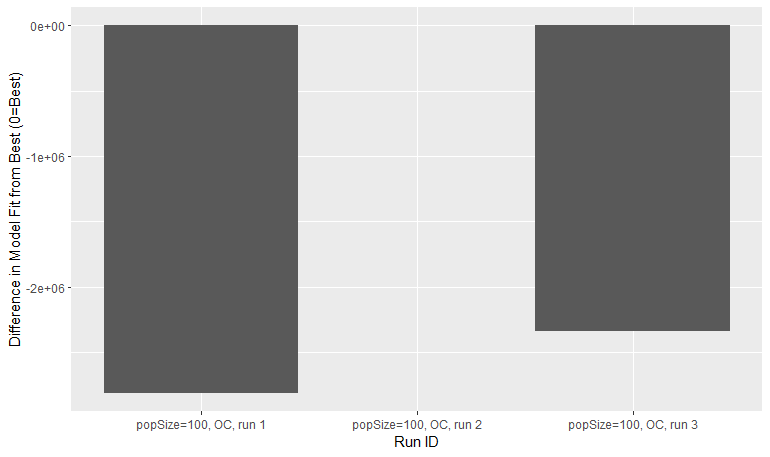 Difference in Model Fit from Best (0=Best)
0e+00
-1e+06
-2e+06
popSize=100, OC, run 1
popSize=100, OC, run 2
popSize=100, OC, run 3
Run ID